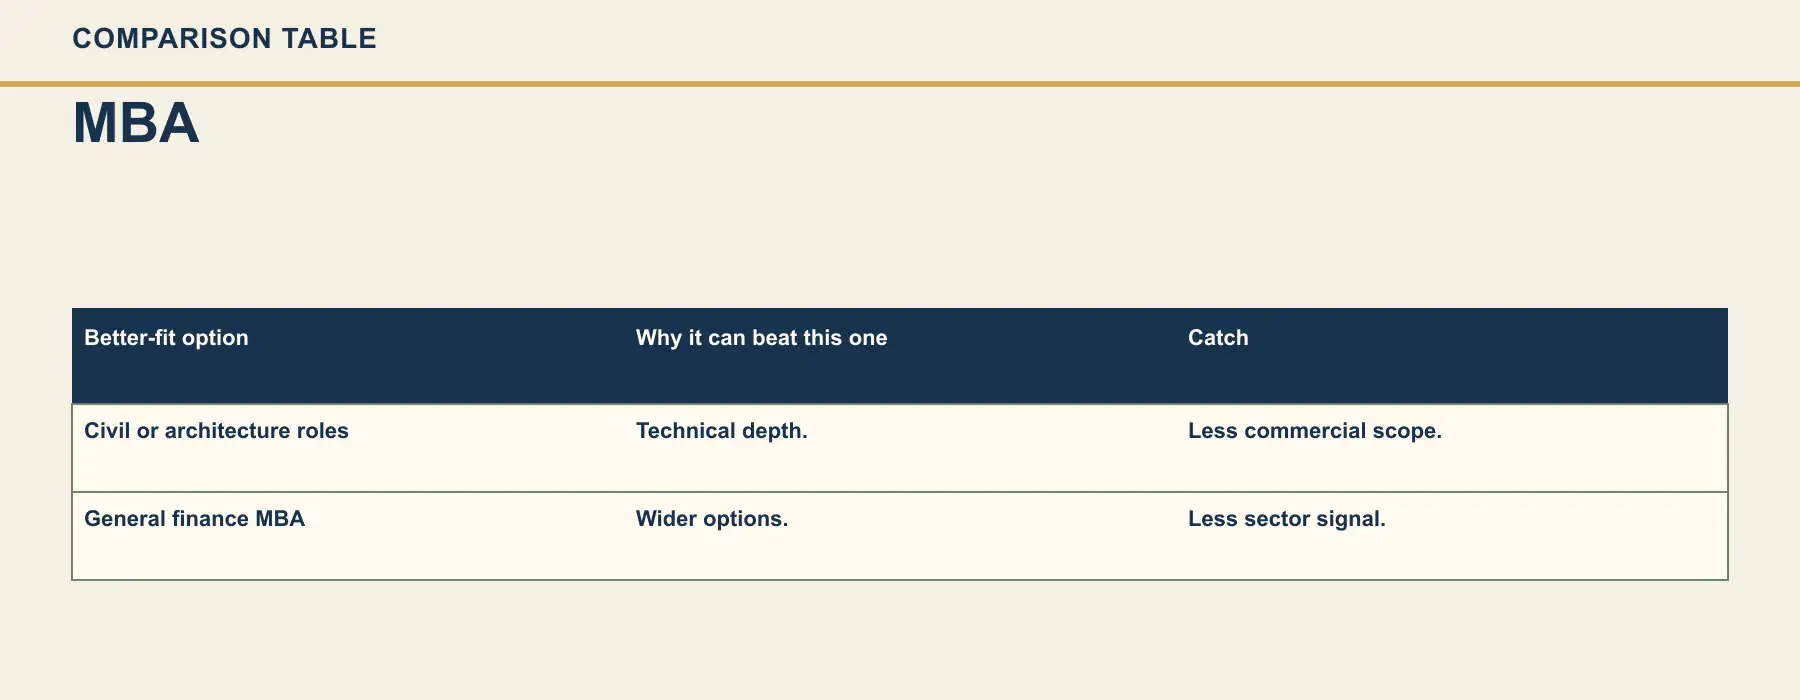 COMPARISON TABLE
MBA
Better-fit option Why it can beat this one Catch
Civil or architecture roles Technical depth. Less commercial scope.
General finance MBA Wider options. Less sector signal.